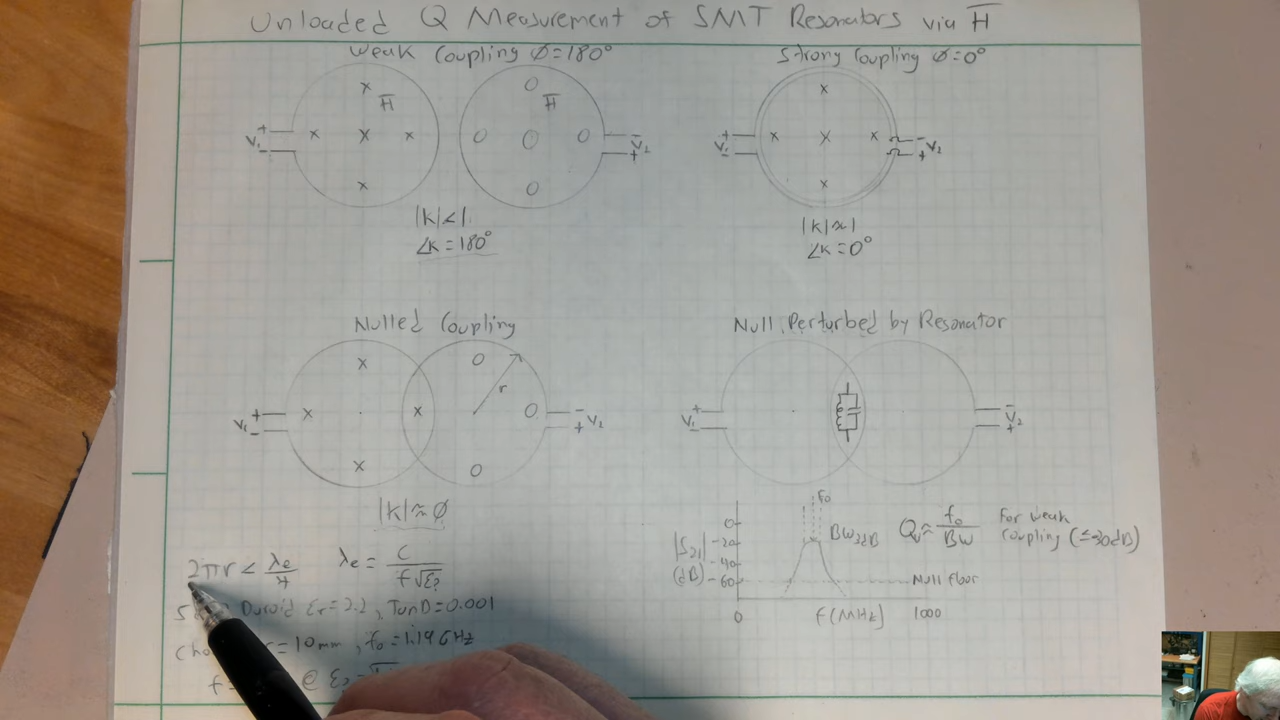 Unloaded Q Measurement of SMT Resonators via H̅
Weak Coupling Ø=180°
H̅
H̅
V₁ + -
- + V₂
|K|<1
∠K=180°
Strong Coupling Ø=0°
V₁ + -
- + V₂
|K|≈1
∠K=0°
Nulled Coupling
r
V₁ + -
- + V₂
|K|≈Ø
Null Perturbed by Resonator
V₁ + -
- + V₂
2πr<λe/4 λe=C/(f√ε?)
Duroid εr=2.2, TanD=0.001
r=10mm, fo=1.19GHz
f @
fo
BW3dB
Qu≈fo/BW for weak
coupling (≤-30dB)
|S21|
(dB)
0
-20
-40
-60
Null floor
0 f(MHz) 1000